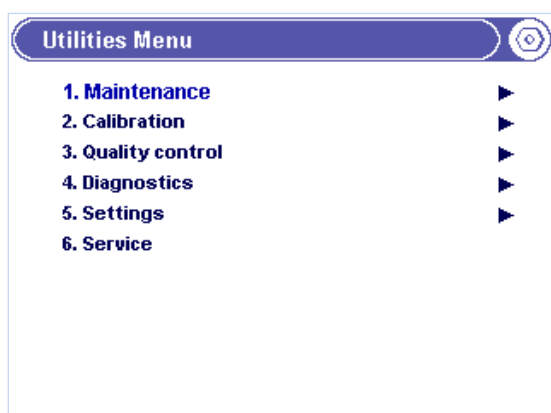 Utilities Menu
1. Maintenance
2. Calibration
3. Quality control
4. Diagnostics
5. Settings
6. Service